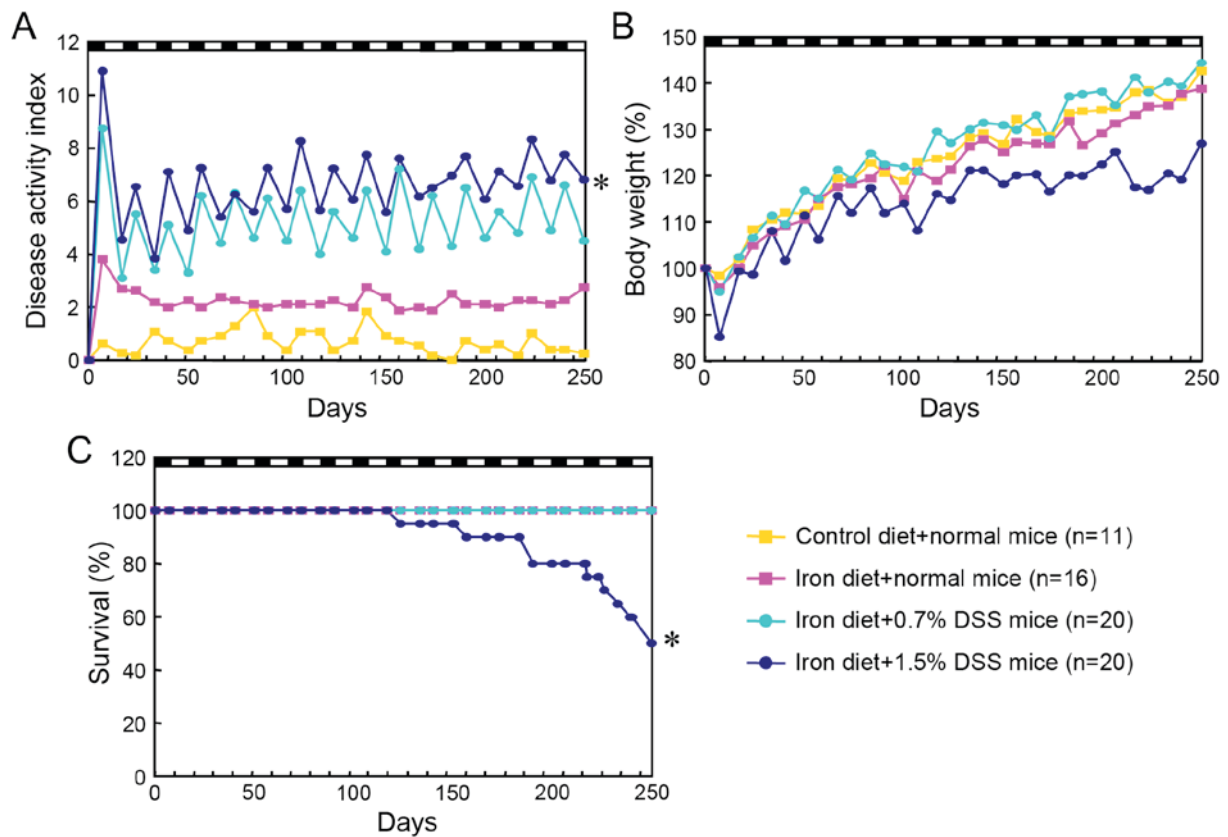 A
12
10
8
6
4
2
0
Disease activity index
*
0 50 100 150 200 250
Days
B
150
140
130
120
110
100
90
80
Body weight (%)
0 50 100 150 200 250
Days
C
120
100
80
60
40
20
0
Survival (%)
*
0 50 100 150 200 250
Days
Control diet+normal mice (n=11)
Iron diet+normal mice (n=16)
Iron diet+0.7% DSS mice (n=20)
Iron diet+1.5% DSS mice (n=20)